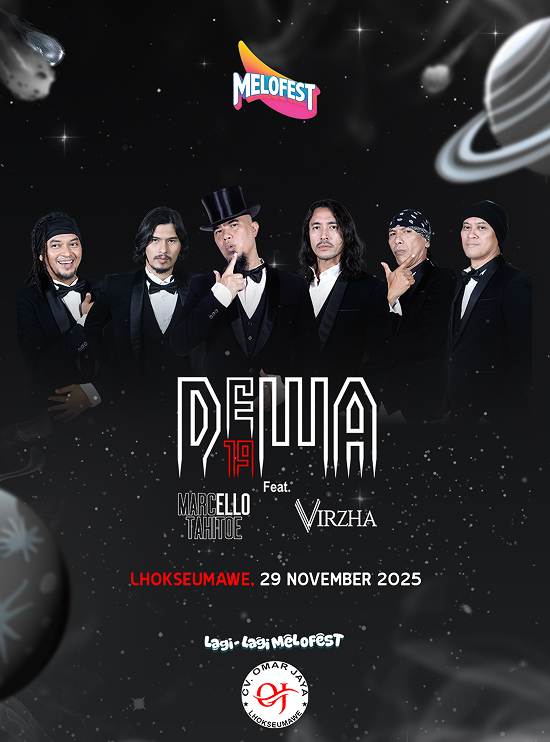 MELOFEST
DEWA
19
Feat.
MARCELLO
TAHITOE
VIRZHA
LHOKSEUMAWE, 29 NOVEMBER 2025
Lagi-Lagi MELOFEST
CV. OMAR JAYA
OJ
LHOKSEUMAWE